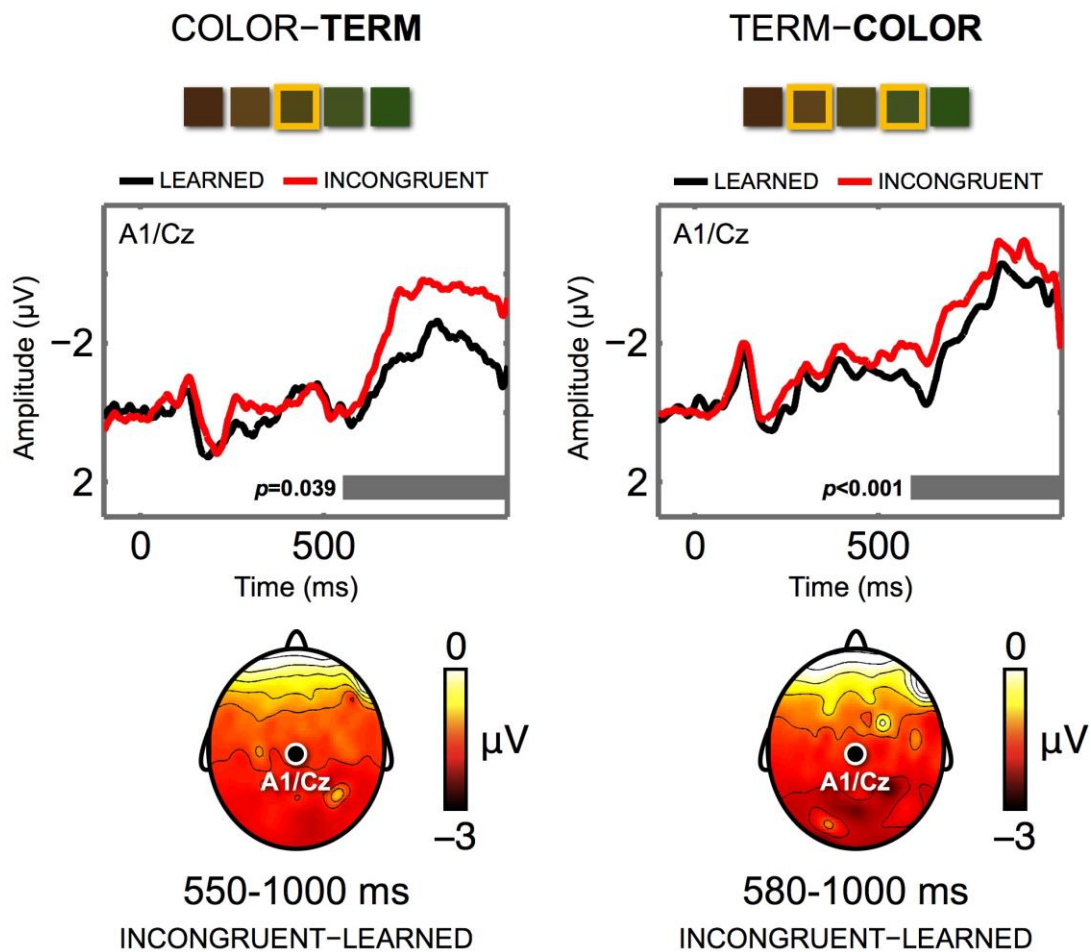 COLOR−TERM
LEARNED INCONGRUENT
A1/Cz
Amplitude (µV)
−2
2
p=0.039
0 500
Time (ms)
A1/Cz
0
µV
−3
550-1000 ms
INCONGRUENT−LEARNED
TERM−COLOR
LEARNED INCONGRUENT
A1/Cz
Amplitude (µV)
−2
2
p<0.001
0 500
Time (ms)
A1/Cz
0
µV
−3
580-1000 ms
INCONGRUENT−LEARNED